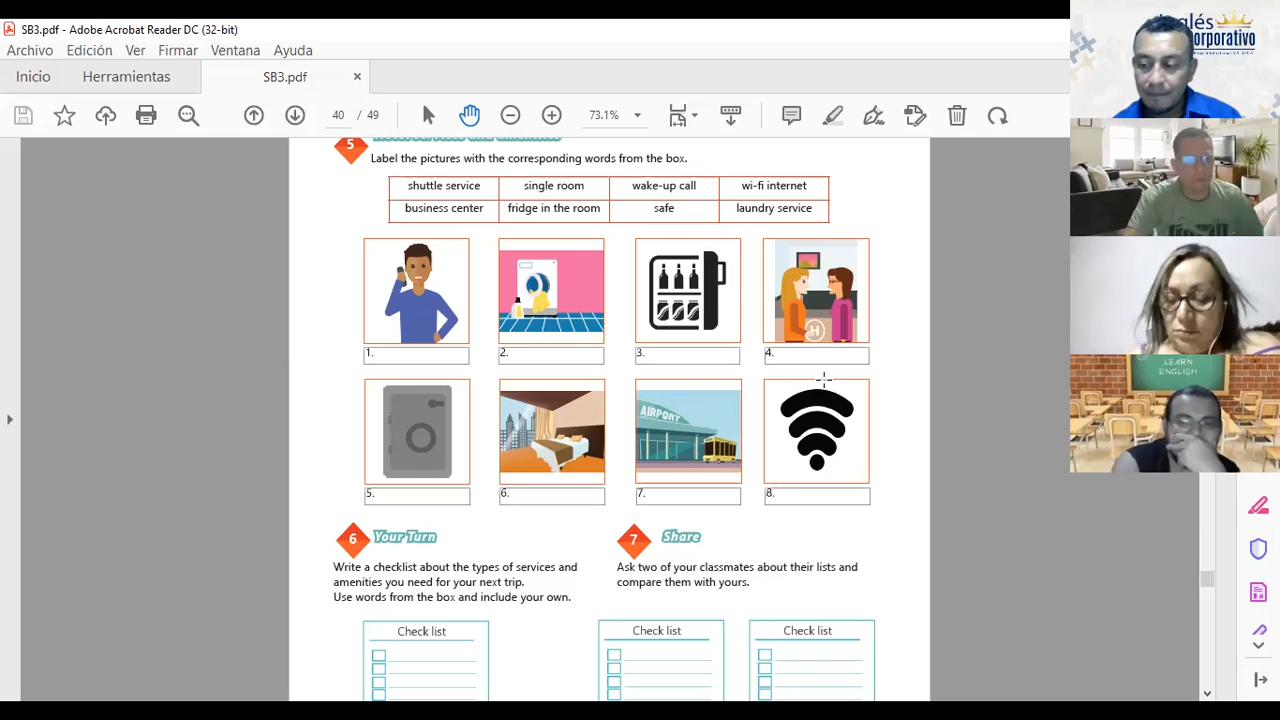 SB3.pdf - Adobe Acrobat Reader DC (32-bit)
Archivo Edición Ver Firmar Ventana Ayuda
Inicio Herramientas SB3.pdf ×
40 / 49 73.1%
5
Label the pictures with the corresponding words from the box.
shuttle service single room wake-up call wi-fi internet
business center fridge in the room safe laundry service
H
1. 2. 3. 4.
AIRPORT
5. 6. 7. 8.
6 Your Turn
Write a checklist about the types of services and
amenities you need for your next trip.
Use words from the box and include your own.
Check list
7 Share
Ask two of your classmates about their lists and
compare them with yours.
Check list Check list
Inglés
Corporativo
LEARN
ENGLISH